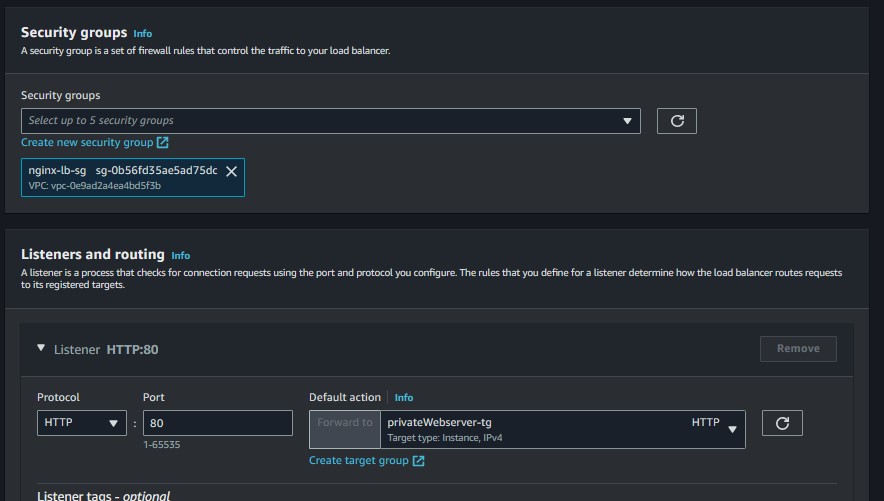 Security groups Info
A security group is a set of firewall rules that control the traffic to your load balancer.
Security groups
Select up to 5 security groups
Create new security group
nginx-lb-sg sg-0b56fd35ae5ad75dc
VPC: vpc-0e9ad2a4ea4bd5f3b
Listeners and routing Info
A listener is a process that checks for connection requests using the port and protocol you configure. The rules that you define for a listener determine how the load balancer routes requests
to its registered targets.
Listener HTTP:80
Remove
Protocol Port Default action Info
HTTP : 80 Forward to privateWebserver-tg HTTP
Target type: Instance, IPv4
1-65535
Create target group
Listener tags - optional